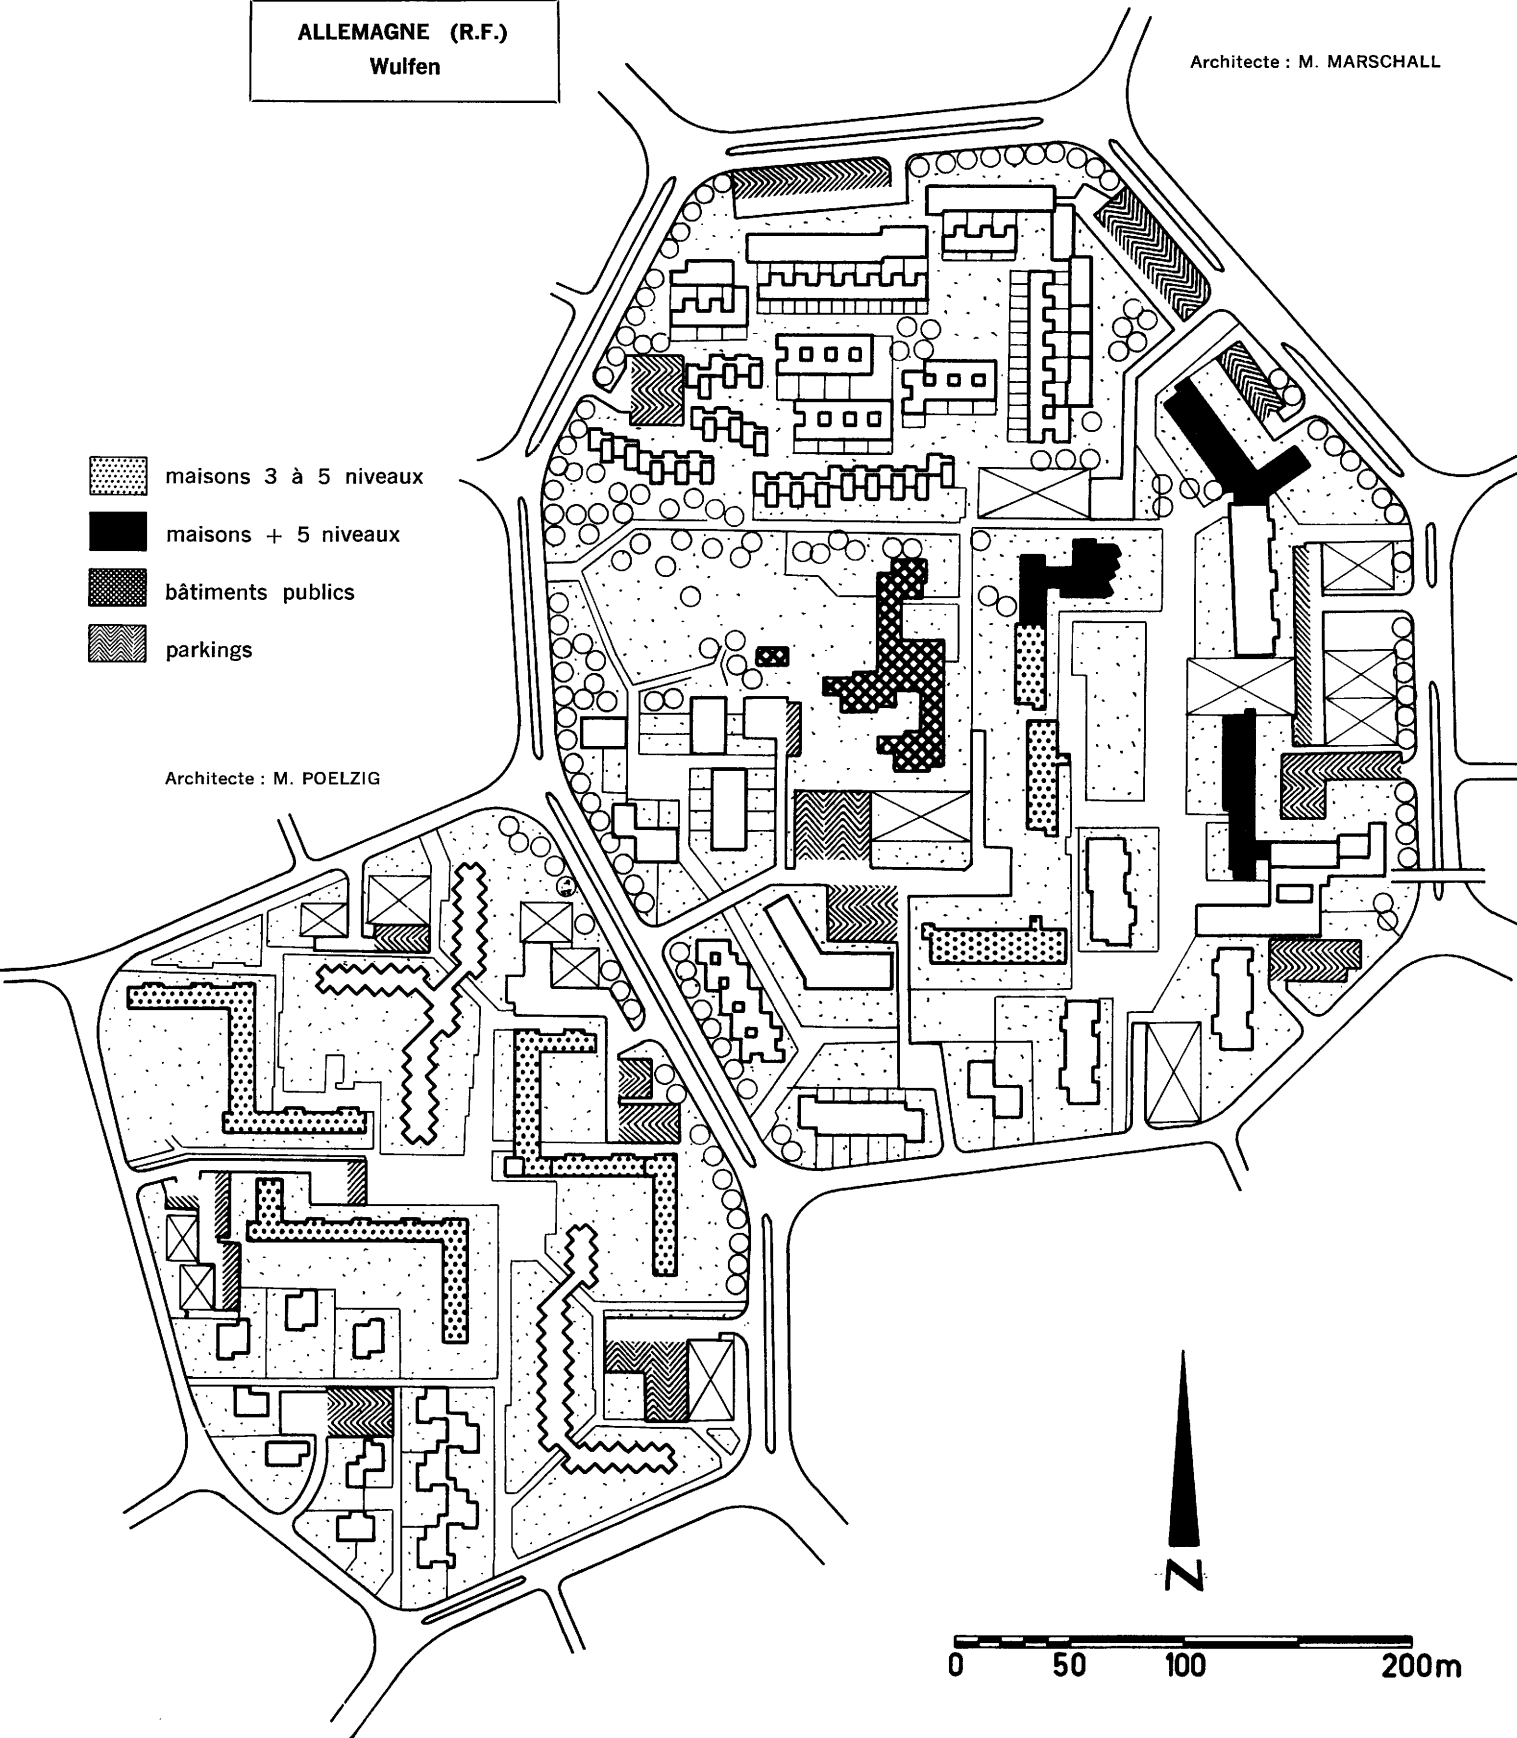 ALLEMAGNE (R.F.)
Wulfen
Architecte : M. MARSCHALL
maisons 3 à 5 niveaux
maisons + 5 niveaux
bâtiments publics
parkings
Architecte : M. POELZIG
N
0 50 100 200m